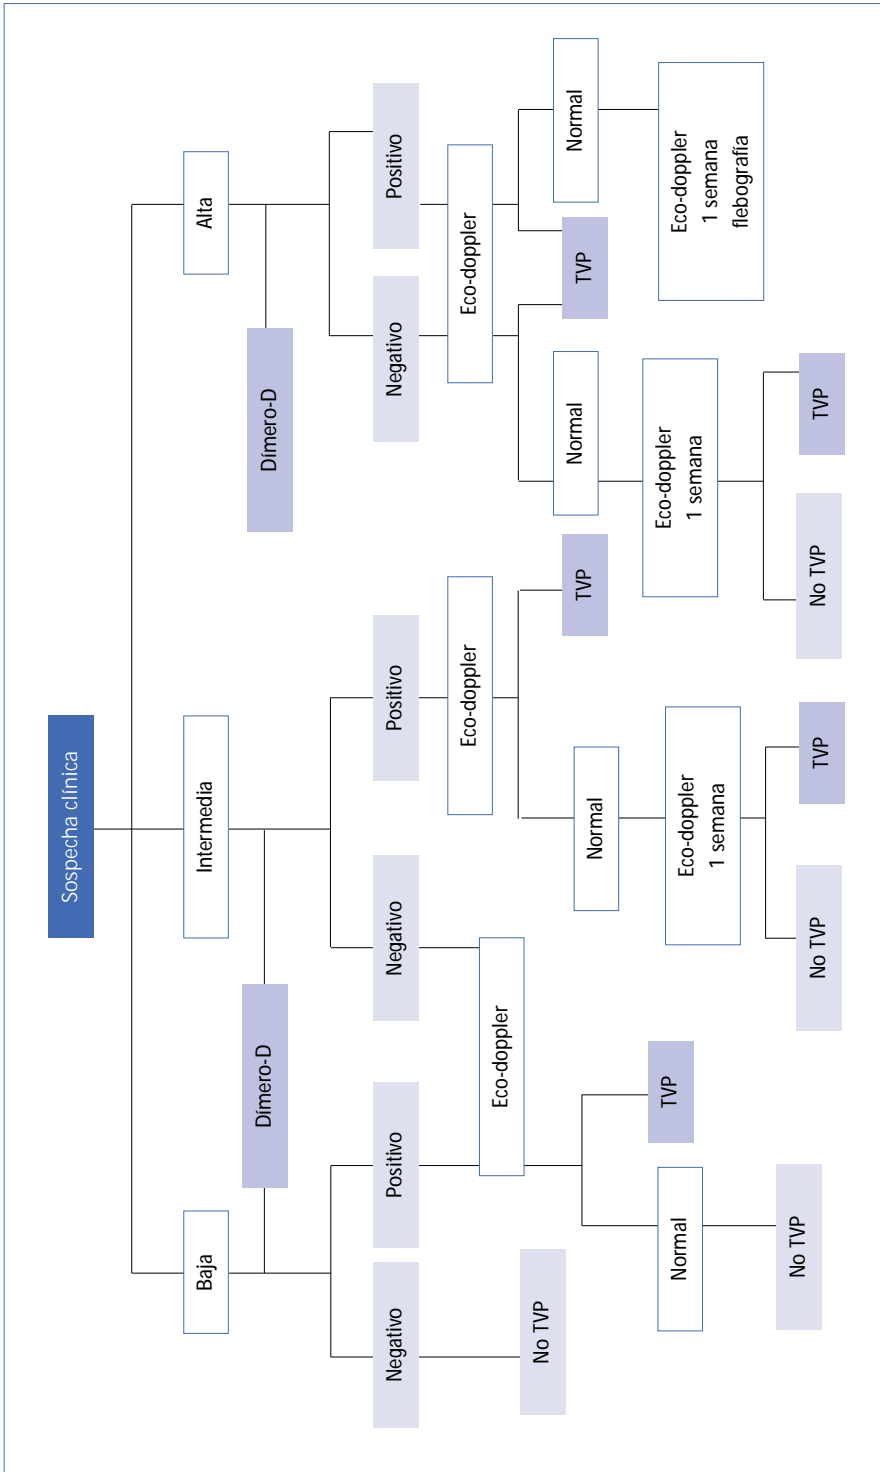 Sospecha clínica
Baja
Intermedia
Alta
Dímero-D
Dímero-D
Negativo
Positivo
Negativo
Positivo
Negativo
Positivo
Eco-doppler
Eco-doppler
Eco-doppler
No TVP
Normal
TVP
Normal
TVP
Normal
Normal
TVP
Eco-doppler
1 semana
Eco-doppler
1 semana
Eco-doppler
1 semana
flebografía
No TVP
No TVP
TVP
No TVP
TVP